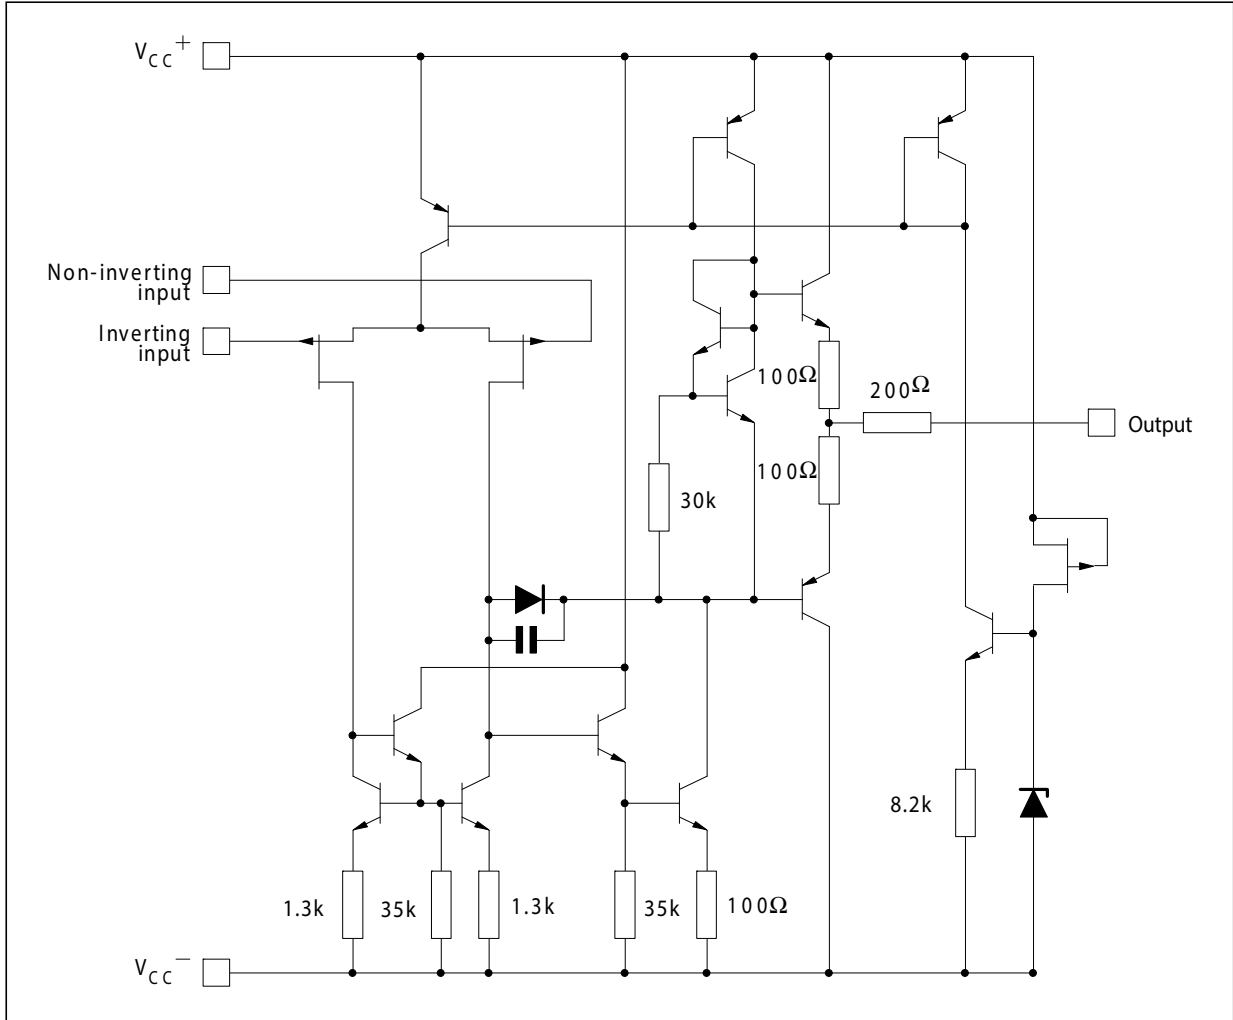 VCC+
Non-inverting
input
Inverting
input
100Ω
200Ω
Output
100Ω
30k
8.2k
1.3k
35k
1.3k
35k
100Ω
VCC−